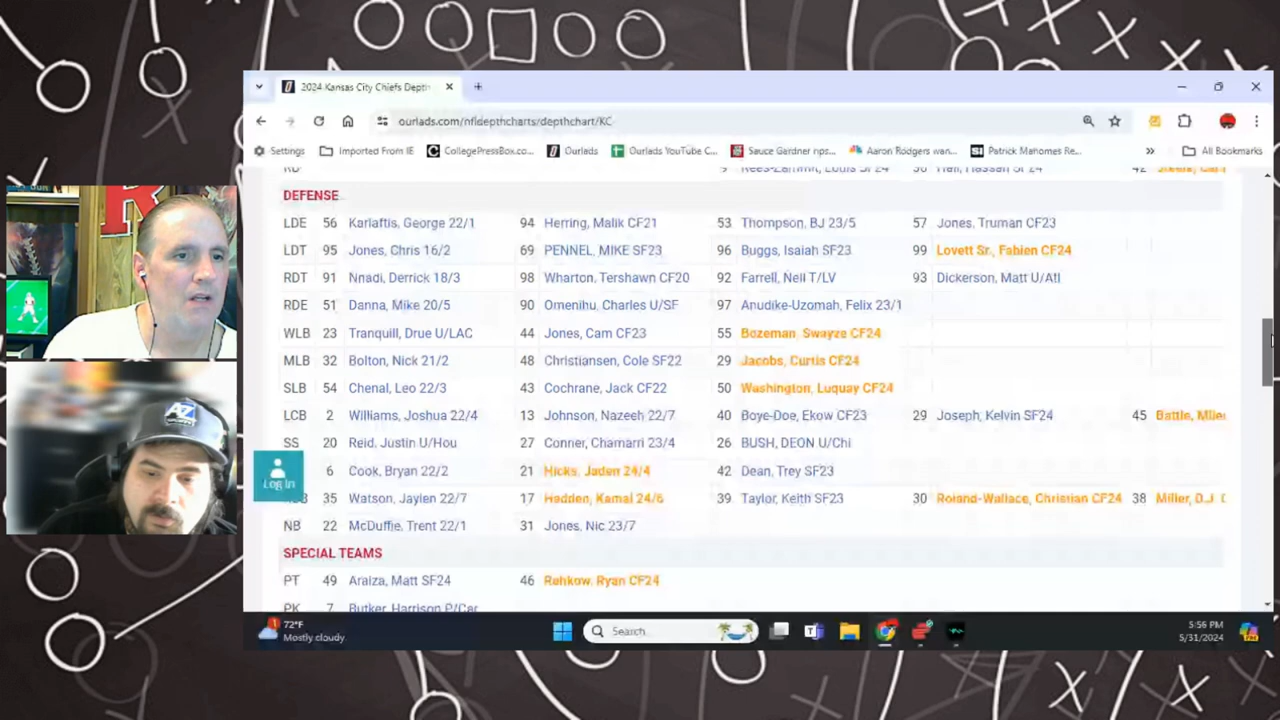 2024 Kansas City Chiefs Depth
ourlads.com/nfldepthcharts/depthchart/KC
Settings Imported From IE CollegePressBox.co... Ourlads Ourlads YouTube C... Sauce Gardner rips... Aaron Rodgers wan... Patrick Mahomes Re... » All Bookmarks
DEFENSE
LDE 56 Karlaftis, George 22/1 94 Herring, Malik CF21 53 Thompson, BJ 23/5 57 Jones, Truman CF23
LDT 95 Jones, Chris 16/2 69 PENNEL, MIKE SF23 96 Buggs, Isaiah SF23 99 Lovett Sr., Fabien CF24
RDT 91 Nnadi, Derrick 18/3 98 Wharton, Tershawn CF20 92 Farrell, Neil T/LV 93 Dickerson, Matt U/Atl
RDE 51 Danna, Mike 20/5 90 Omenihu, Charles U/SF 97 Anudike-Uzomah, Felix 23/1
WLB 23 Tranquill, Drue U/LAC 44 Jones, Cam CF23 55 Bozeman, Swayze CF24
MLB 32 Bolton, Nick 21/2 48 Christiansen, Cole SF22 29 Jacobs, Curtis CF24
SLB 54 Chenal, Leo 22/3 43 Cochrane, Jack CF22 50 Washington, Luquay CF24
LCB 2 Williams, Joshua 22/4 13 Johnson, Nazeeh 22/7 40 Boye-Doe, Ekow CF23 29 Joseph, Kelvin SF24 45 Battle, Miles
SS 20 Reid, Justin U/Hou 27 Conner, Chamarri 23/4 26 BUSH, DEON U/Chi
6 Cook, Bryan 22/2 21 Hicks, Jaden 24/4 42 Dean, Trey SF23
35 Watson, Jaylen 22/7 17 Hadden, Kamal 24/6 39 Taylor, Keith SF23 30 Roland-Wallace, Christian CF24 38 Miller, D.J.
Log In
NB 22 McDuffie, Trent 22/1 31 Jones, Nic 23/7
SPECIAL TEAMS
PT 49 Araiza, Matt SF24 46 Rehkow, Ryan CF24
PK 7 Butker, Harrison P/Car
72°F
Mostly cloudy
Search
5:56 PM
5/31/2024